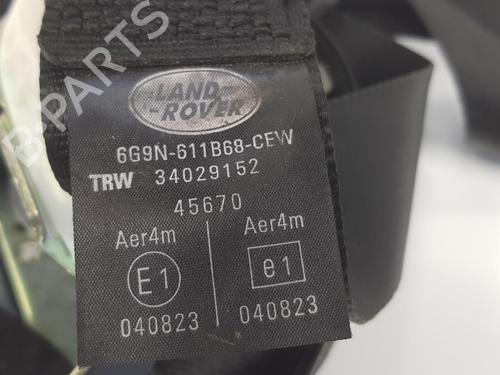 B-PARTS
LAND
ROVER
6G9N-611B68-CEW
TRW 34029152
45670
Aer4m Aer4m
E1 e1
040823 040823